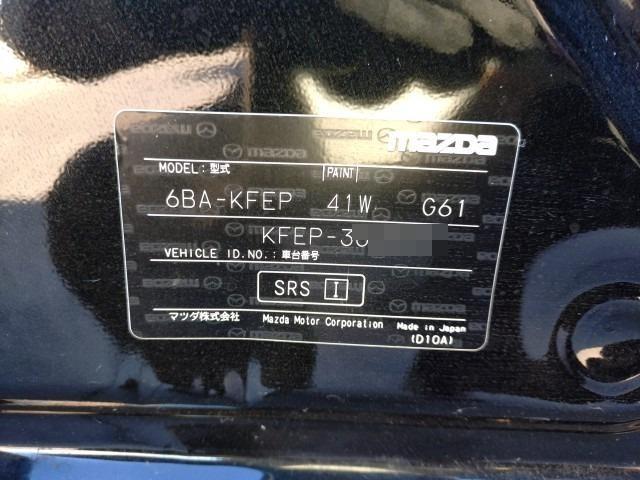 mazda
MODEL:型式 PAINT
6BA-KFEP 41W G61
KFEP-3
VEHICLE ID.NO.:車台番号
SRS I
マツダ株式会社 Mazda Motor Corporation Made in Japan
(D10A)